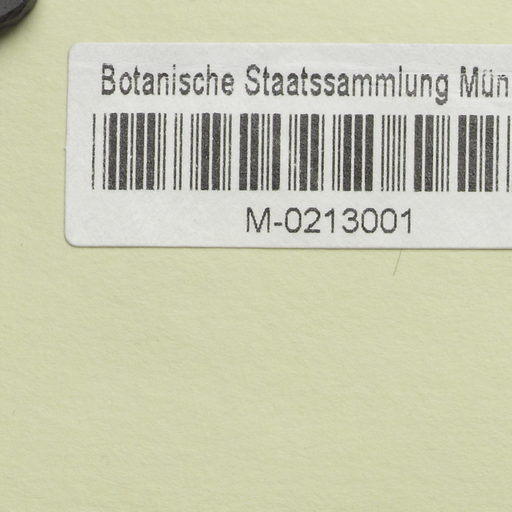 Botanische Staatssammlung Mün
M-0213001